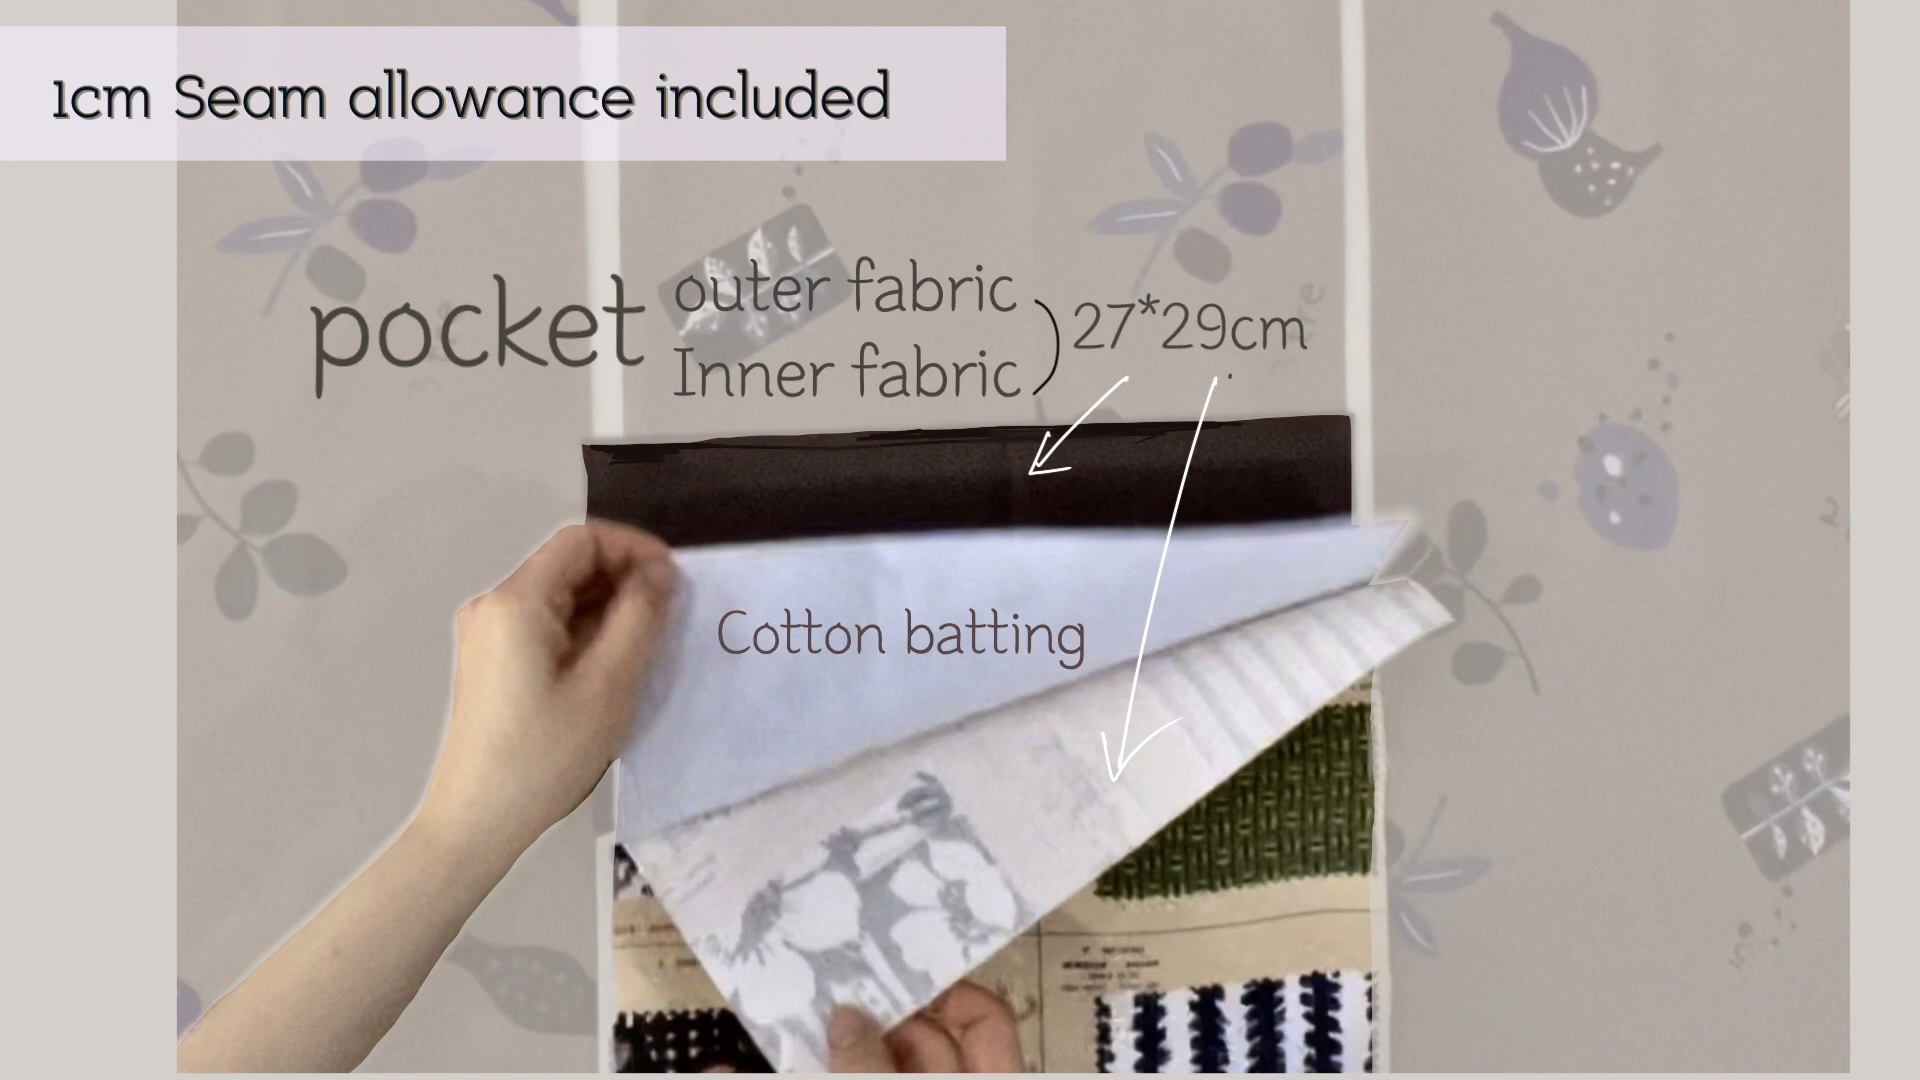 1cm Seam allowance included
pocket
outer fabric
Inner fabric
) 27*29cm
Cotton batting